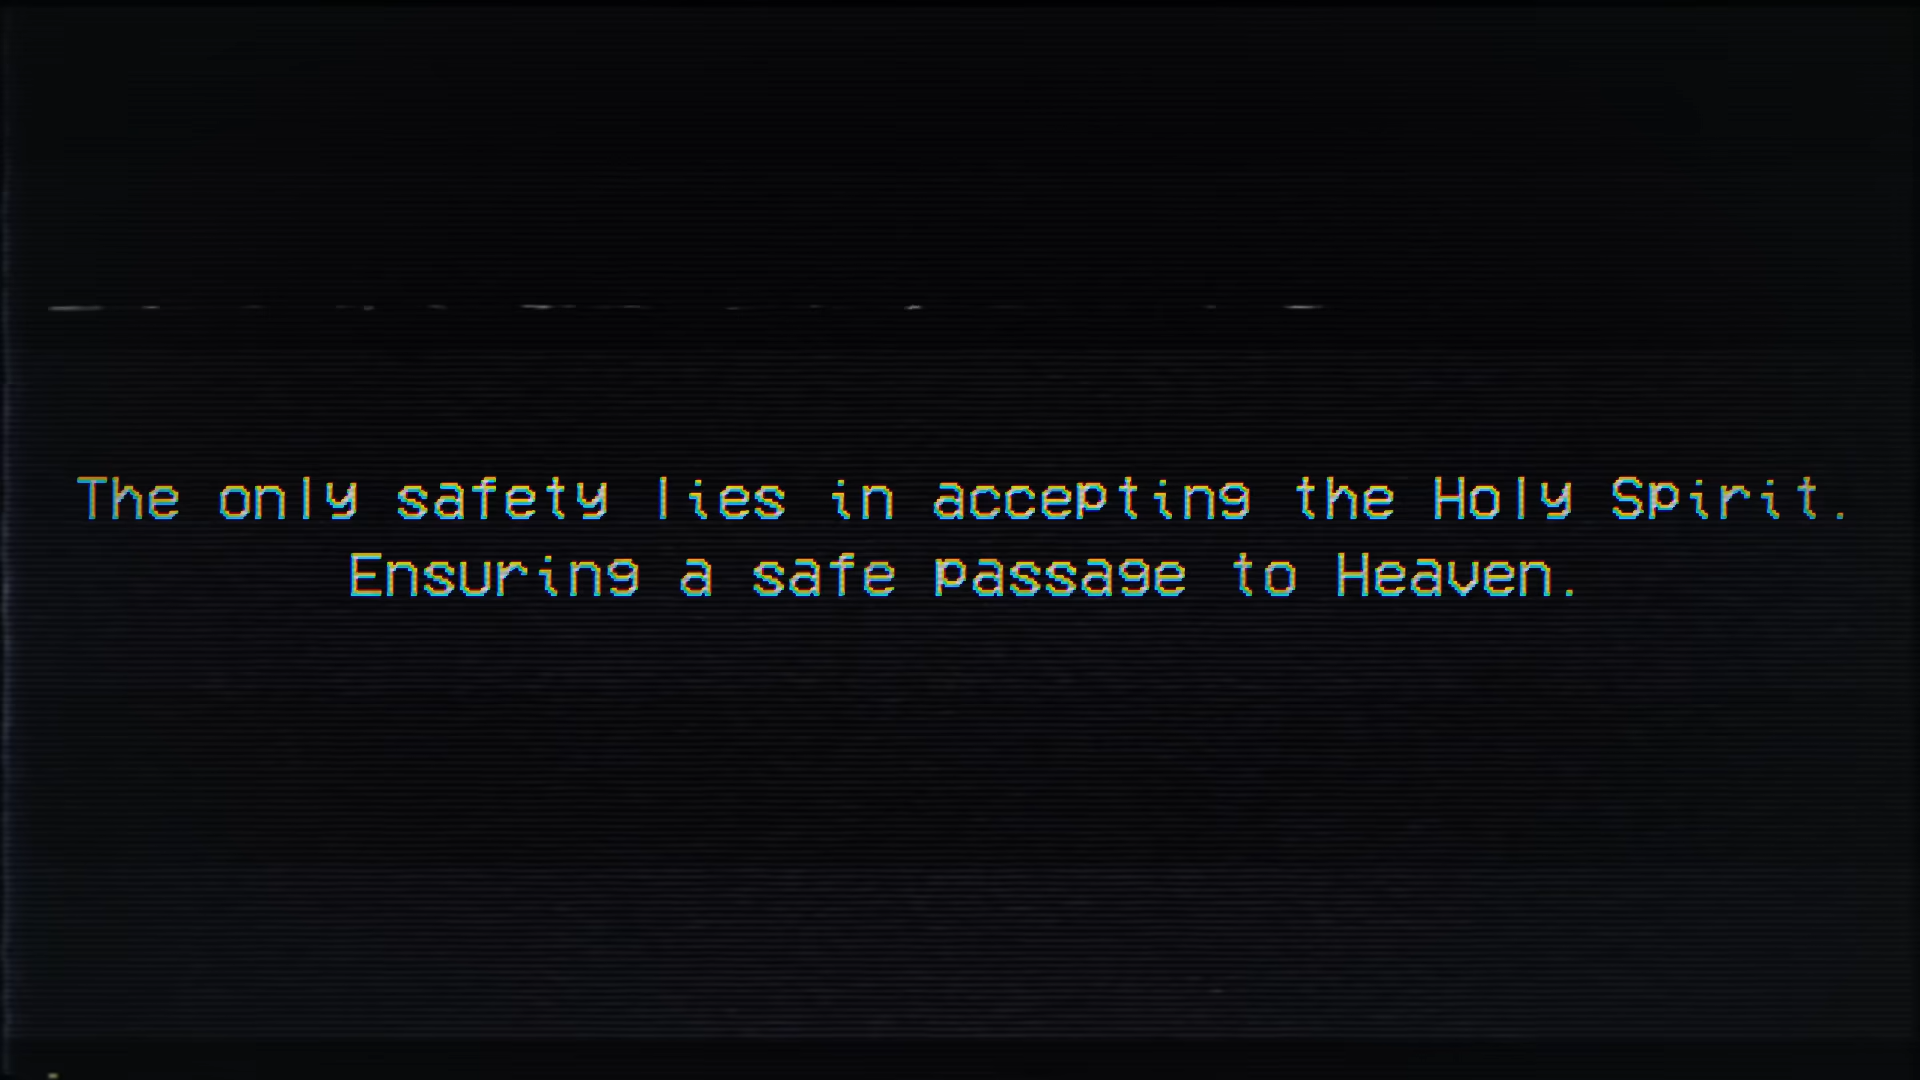 The only safety lies in accepting the Holy Spirit.
Ensuring a safe passage to Heaven.